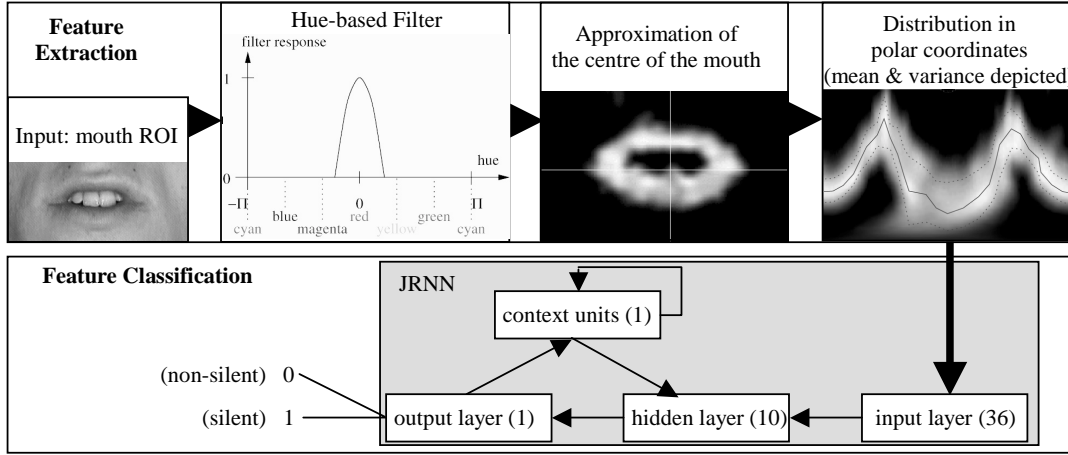 Feature
Extraction
Input: mouth ROI
Hue-based Filter
filter response
1
hue
0
−Π 0 Π
blue red green
cyan magenta yellow cyan
Approximation of
the centre of the mouth
Distribution in
polar coordinates
(mean & variance depicted)
Feature Classification
JRNN
context units (1)
(non-silent) 0
(silent) 1
output layer (1)
hidden layer (10)
input layer (36)